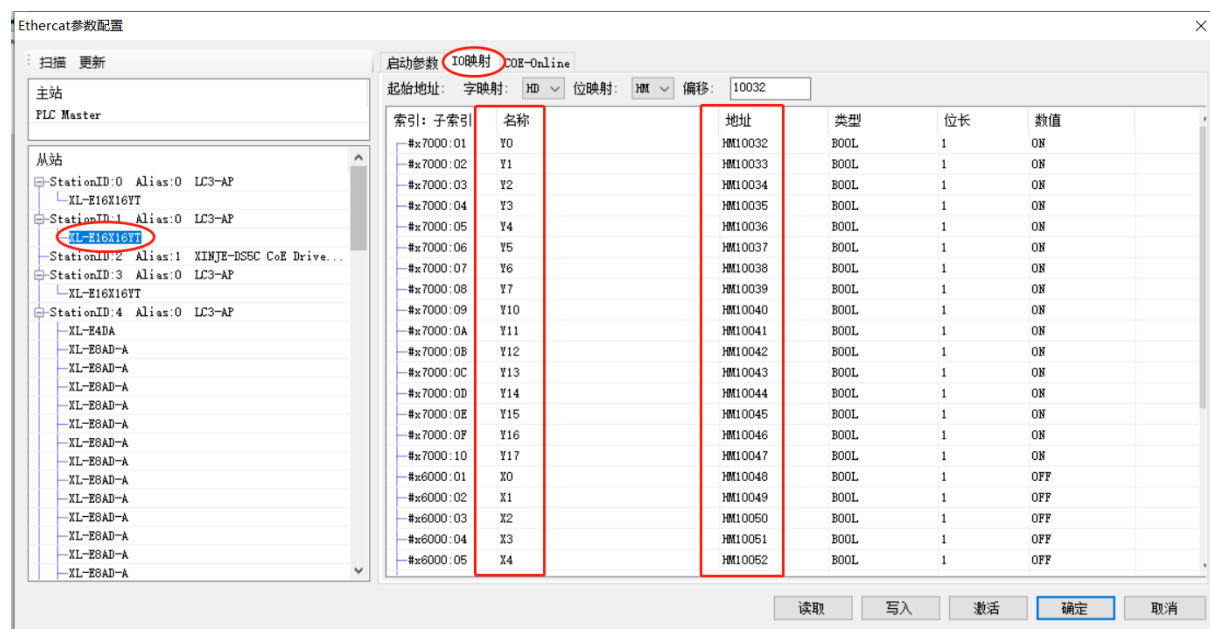 Ethercat参数配置
扫描 更新
主站
PLC Master
从站
StationID:0 Alias:0 LC3-AP
XL-E16X16YT
StationID:1 Alias:0 LC3-AP
XL-E16X16YT
StationID:2 Alias:1 XINJE-DS5C CoE Drive...
StationID:3 Alias:0 LC3-AP
XL-E16X16YT
StationID:4 Alias:0 LC3-AP
XL-E4DA
XL-E8AD-A
XL-E8AD-A
XL-E8AD-A
XL-E8AD-A
XL-E8AD-A
XL-E8AD-A
XL-E8AD-A
XL-E8AD-A
XL-E8AD-A
XL-E8AD-A
XL-E8AD-A
XL-E8AD-A
XL-E8AD-A
启动参数 IO映射 COE-Online
起始地址: 字映射: HD 位映射: HM 偏移: 10032
索引: 子索引 名称 地址 类型 位长 数值
#x7000:01 Y0 HM10032 BOOL 1 ON
#x7000:02 Y1 HM10033 BOOL 1 ON
#x7000:03 Y2 HM10034 BOOL 1 ON
#x7000:04 Y3 HM10035 BOOL 1 ON
#x7000:05 Y4 HM10036 BOOL 1 ON
#x7000:06 Y5 HM10037 BOOL 1 ON
#x7000:07 Y6 HM10038 BOOL 1 ON
#x7000:08 Y7 HM10039 BOOL 1 ON
#x7000:09 Y10 HM10040 BOOL 1 ON
#x7000:0A Y11 HM10041 BOOL 1 ON
#x7000:0B Y12 HM10042 BOOL 1 ON
#x7000:0C Y13 HM10043 BOOL 1 ON
#x7000:0D Y14 HM10044 BOOL 1 ON
#x7000:0E Y15 HM10045 BOOL 1 ON
#x7000:0F Y16 HM10046 BOOL 1 ON
#x7000:10 Y17 HM10047 BOOL 1 ON
#x6000:01 X0 HM10048 BOOL 1 OFF
#x6000:02 X1 HM10049 BOOL 1 OFF
#x6000:03 X2 HM10050 BOOL 1 OFF
#x6000:04 X3 HM10051 BOOL 1 OFF
#x6000:05 X4 HM10052 BOOL 1 OFF
读取 写入 激活 确定 取消